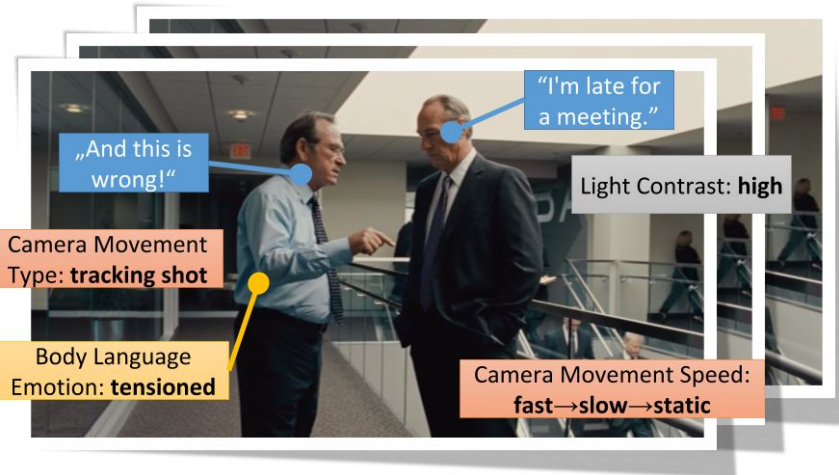 „And this is
wrong!“
“I'm late for
a meeting.”
Light Contrast: high
Camera Movement
Type: tracking shot
Body Language
Emotion: tensioned
Camera Movement Speed:
fast→slow→static